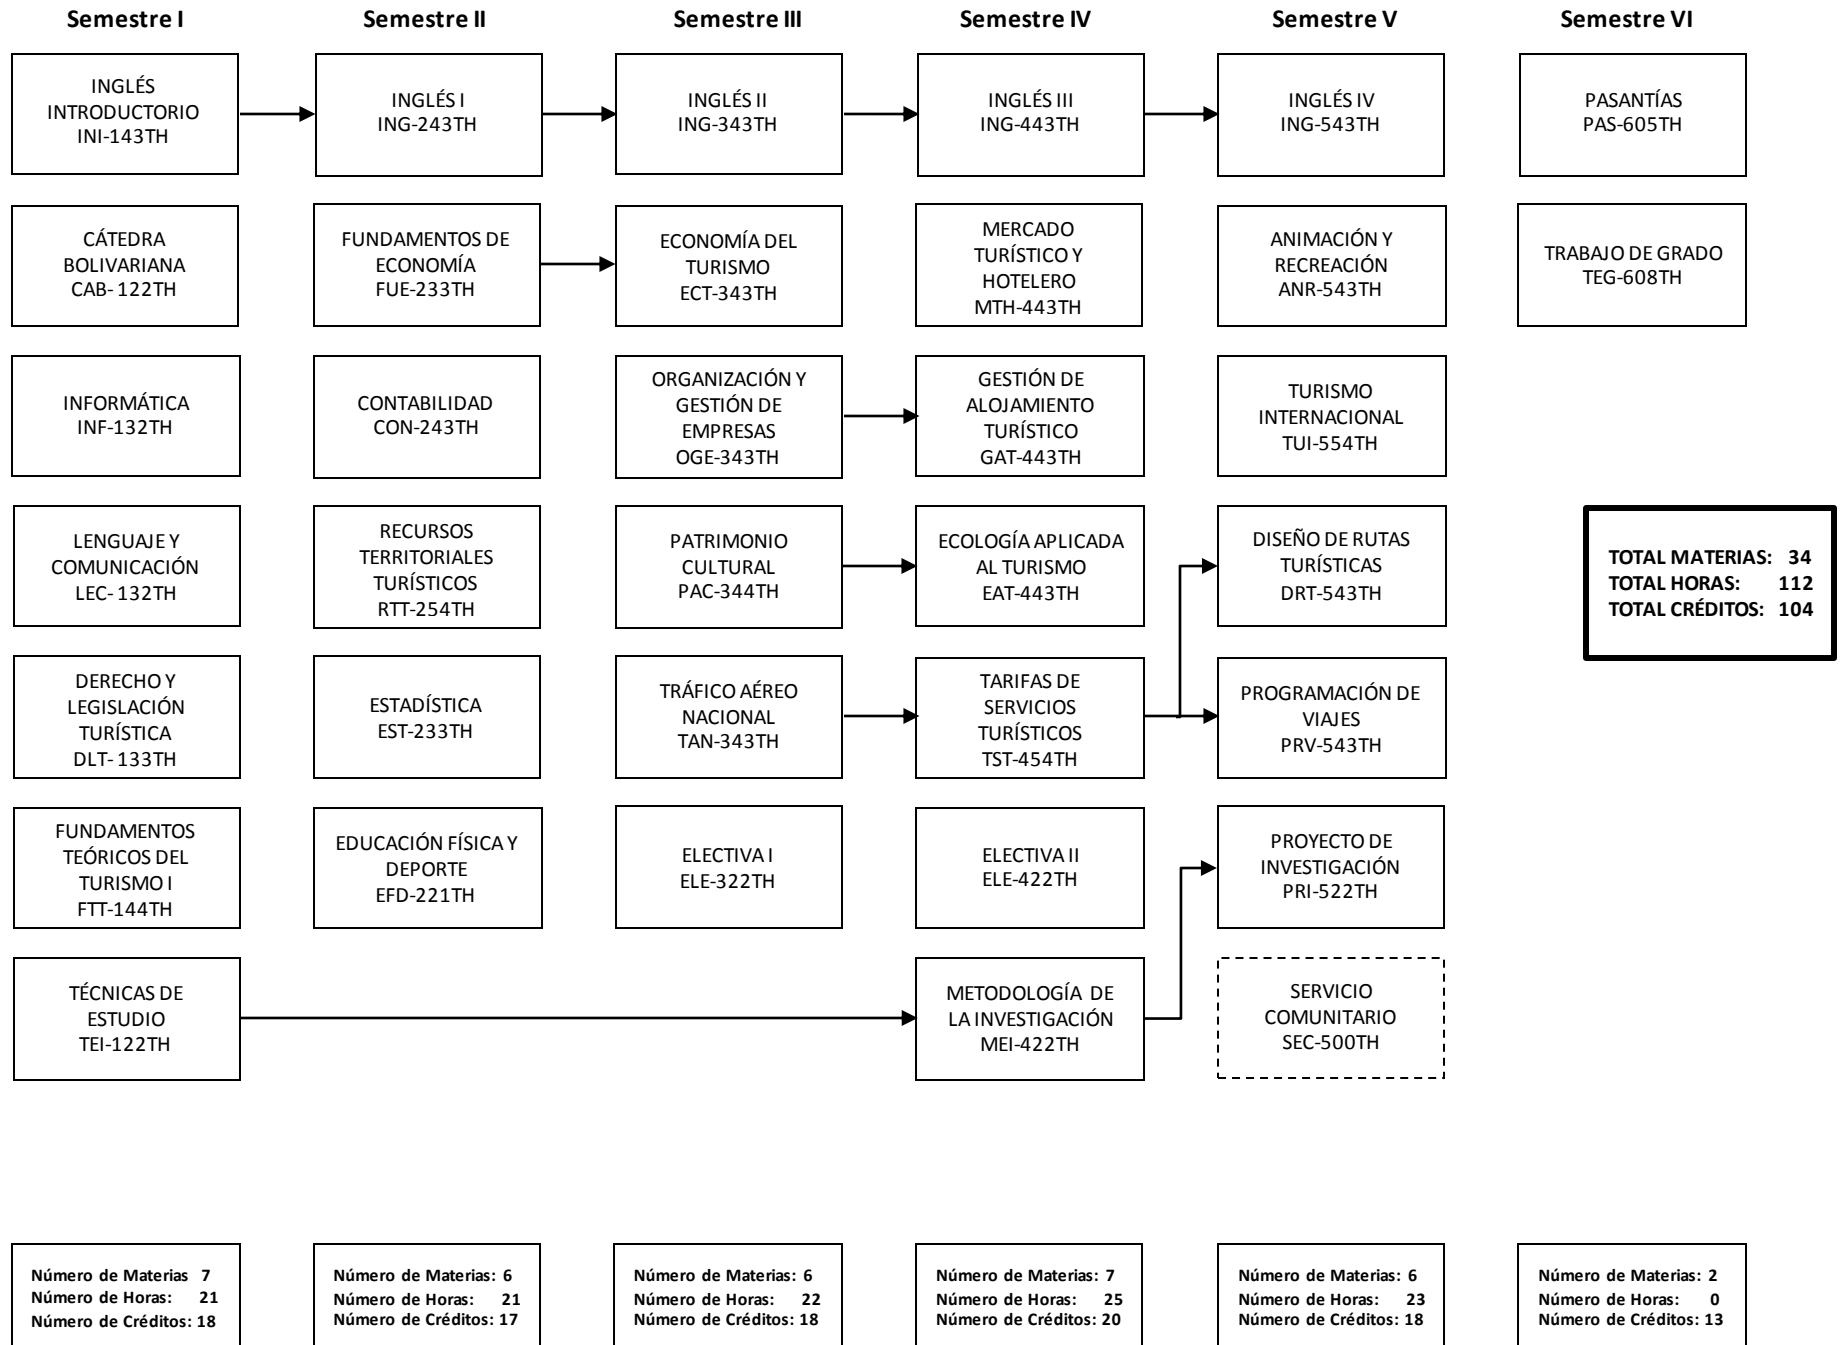 Semestre I
Semestre II
Semestre III
Semestre IV
Semestre V
Semestre VI
INGLÉS
INTRODUCTORIO
INI-143TH
INGLÉS I
ING-243TH
INGLÉS II
ING-343TH
INGLÉS III
ING-443TH
INGLÉS IV
ING-543TH
PASANTÍAS
PAS-605TH
CÁTEDRA
BOLIVARIANA
CAB- 122TH
FUNDAMENTOS DE
ECONOMÍA
FUE-233TH
ECONOMÍA DEL
TURISMO
ECT-343TH
MERCADO
TURÍSTICO Y
HOTELERO
MTH-443TH
ANIMACIÓN Y
RECREACIÓN
ANR-543TH
TRABAJO DE GRADO
TEG-608TH
INFORMÁTICA
INF-132TH
CONTABILIDAD
CON-243TH
ORGANIZACIÓN Y
GESTIÓN DE
EMPRESAS
OGE-343TH
GESTIÓN DE
ALOJAMIENTO
TURÍSTICO
GAT-443TH
TURISMO
INTERNACIONAL
TUI-554TH
LENGUAJE Y
COMUNICACIÓN
LEC- 132TH
RECURSOS
TERRITORIALES
TURÍSTICOS
RTT-254TH
PATRIMONIO
CULTURAL
PAC-344TH
ECOLOGÍA APLICADA
AL TURISMO
EAT-443TH
DISEÑO DE RUTAS
TURÍSTICAS
DRT-543TH
TOTAL MATERIAS: 34
TOTAL HORAS: 112
TOTAL CRÉDITOS: 104
DERECHO Y
LEGISLACIÓN
TURÍSTICA
DLT- 133TH
ESTADÍSTICA
EST-233TH
TRÁFICO AÉREO
NACIONAL
TAN-343TH
TARIFAS DE
SERVICIOS
TURÍSTICOS
TST-454TH
PROGRAMACIÓN DE
VIAJES
PRV-543TH
FUNDAMENTOS
TEÓRICOS DEL
TURISMO I
FTT-144TH
EDUCACIÓN FÍSICA Y
DEPORTE
EFD-221TH
ELECTIVA I
ELE-322TH
ELECTIVA II
ELE-422TH
PROYECTO DE
INVESTIGACIÓN
PRI-522TH
TÉCNICAS DE
ESTUDIO
TEI-122TH
METODOLOGÍA DE
LA INVESTIGACIÓN
MEI-422TH
SERVICIO
COMUNITARIO
SEC-500TH
Número de Materias 7
Número de Horas: 21
Número de Créditos: 18
Número de Materias: 6
Número de Horas: 21
Número de Créditos: 17
Número de Materias: 6
Número de Horas: 22
Número de Créditos: 18
Número de Materias: 7
Número de Horas: 25
Número de Créditos: 20
Número de Materias: 6
Número de Horas: 23
Número de Créditos: 18
Número de Materias: 2
Número de Horas: 0
Número de Créditos: 13